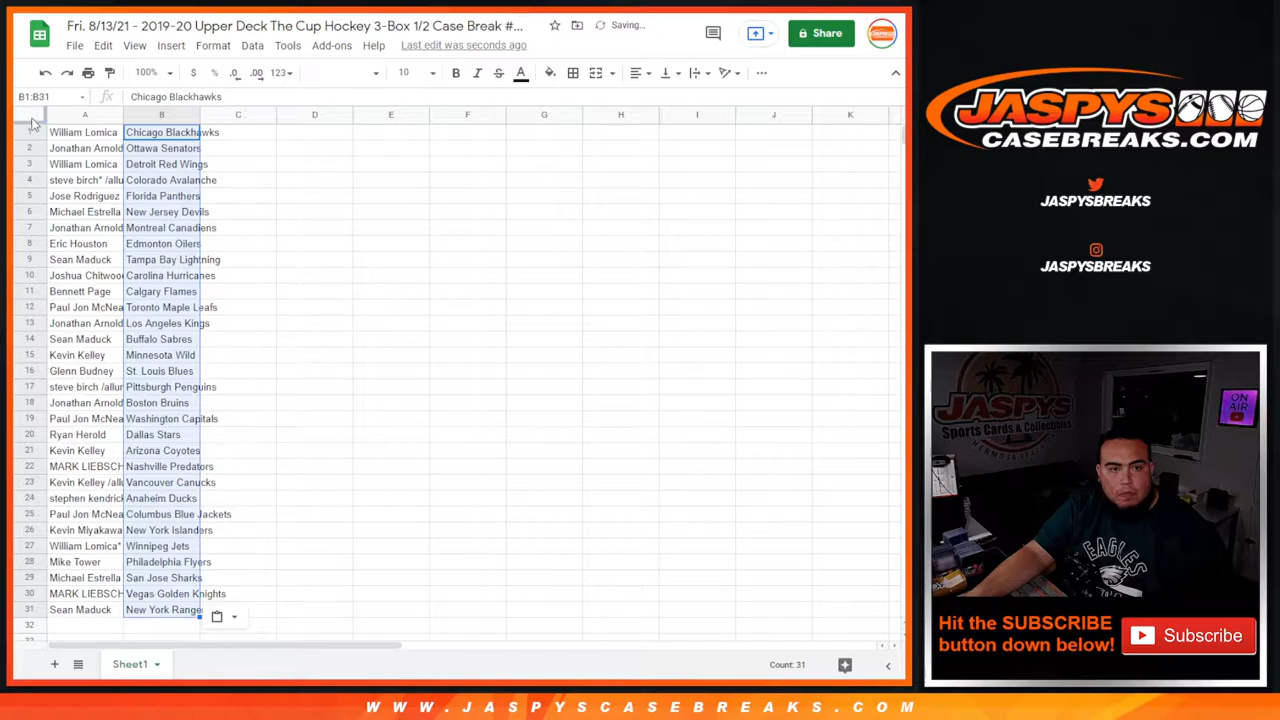 Fri. 8/13/21 - 2019-20 Upper Deck The Cup Hockey 3-Box 1/2 Case Break #...
Saving...
File Edit View Insert Format Data Tools Add-ons Help Last edit was seconds ago
Share
100% $ % .0 .00 123 10 B I S A
B1:B31 fx Chicago Blackhawks
A B C D E F G H I J K
William Lomica Chicago Blackhawks
2 Jonathan Arnold Ottawa Senators
3 William Lomica Detroit Red Wings
4 steve birch* /allu Colorado Avalanche
5 Jose Rodriguez Florida Panthers
6 Michael Estrella New Jersey Devils
7 Jonathan Arnold Montreal Canadiens
8 Eric Houston Edmonton Oilers
9 Sean Maduck Tampa Bay Lightning
10 Joshua Chitwood Carolina Hurricanes
11 Bennett Page Calgary Flames
12 Paul Jon McNea Toronto Maple Leafs
13 Jonathan Arnold Los Angeles Kings
14 Sean Maduck Buffalo Sabres
15 Kevin Kelley Minnesota Wild
16 Glenn Budney St. Louis Blues
17 steve birch /allur Pittsburgh Penguins
18 Jonathan Arnold Boston Bruins
19 Paul Jon McNea Washington Capitals
20 Ryan Herold Dallas Stars
21 Kevin Kelley Arizona Coyotes
22 MARK LIEBSCH Nashville Predators
23 Kevin Kelley /allu Vancouver Canucks
24 stephen kendrick Anaheim Ducks
25 Paul Jon McNea Columbus Blue Jackets
26 Kevin Miyakawa New York Islanders
27 William Lomica* Winnipeg Jets
28 Mike Tower Philadelphia Flyers
29 Michael Estrella San Jose Sharks
30 MARK LIEBSCH Vegas Golden Knights
31 Sean Maduck New York Range
32
33
Sheet1
Count: 31
JASPYS
CASEBREAKS.COM
JASPYSBREAKS
JASPYSBREAKS
JASPYS
Sports Cards & Collectibles
HERMOSA BEACH
ON AIR
EAGLES
Hit the SUBSCRIBE
button down below!
Subscribe
WWW.JASPYSCASEBREAKS.COM